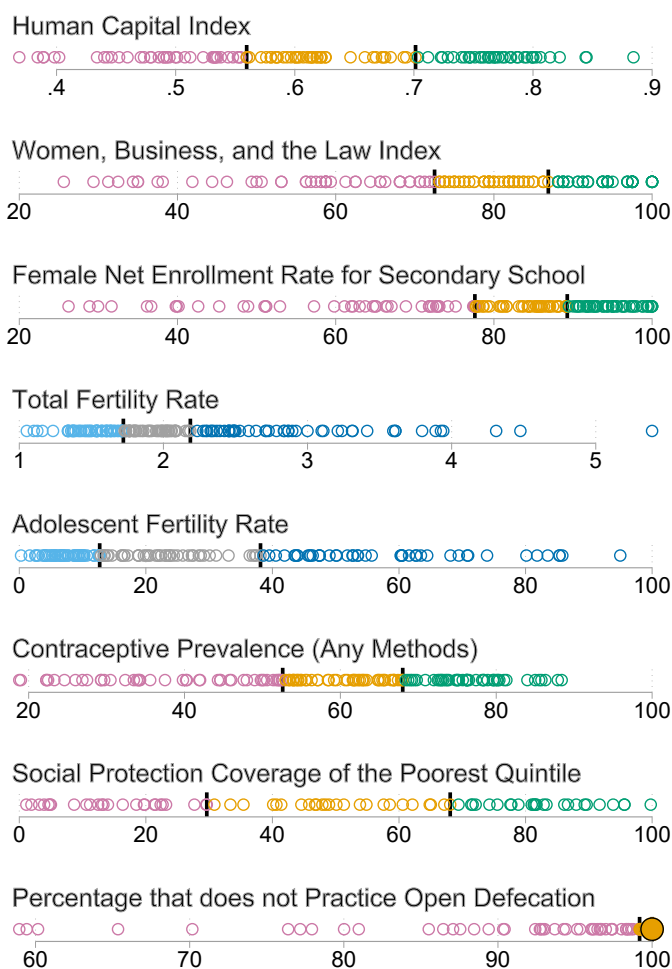 Human Capital Index
.4 .5 .6 .7 .8 .9
Women, Business, and the Law Index
20 40 60 80 100
Female Net Enrollment Rate for Secondary School
20 40 60 80 100
Total Fertility Rate
1 2 3 4 5
Adolescent Fertility Rate
0 20 40 60 80 100
Contraceptive Prevalence (Any Methods)
20 40 60 80 100
Social Protection Coverage of the Poorest Quintile
0 20 40 60 80 100
Percentage that does not Practice Open Defecation
60 70 80 90 100